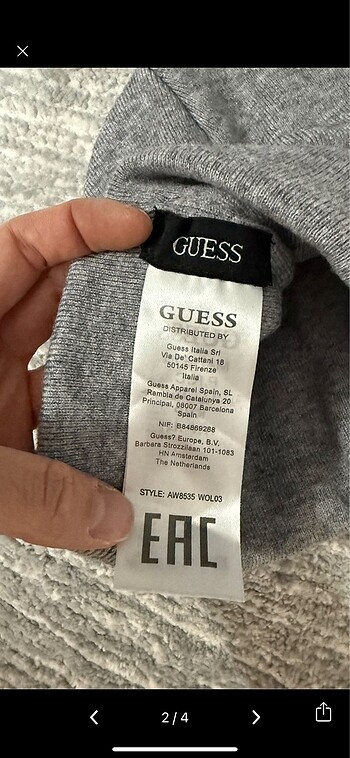 GUESS
GUESS
DISTRIBUTED BY
Guess Italia Srl
Via De' Cattani 18
50145 Firenze
Italia
Guess Apparel Spain, SL
Rambla de Catalunya 20
Principal, 08007 Barcelona
Spain
NIF: B84869288
Guess? Europe, B.V.
Barbara Strozzilaan 101-1083
HN Amsterdam
The Netherlands
STYLE: AW8535 WOL03
EAC
2/4